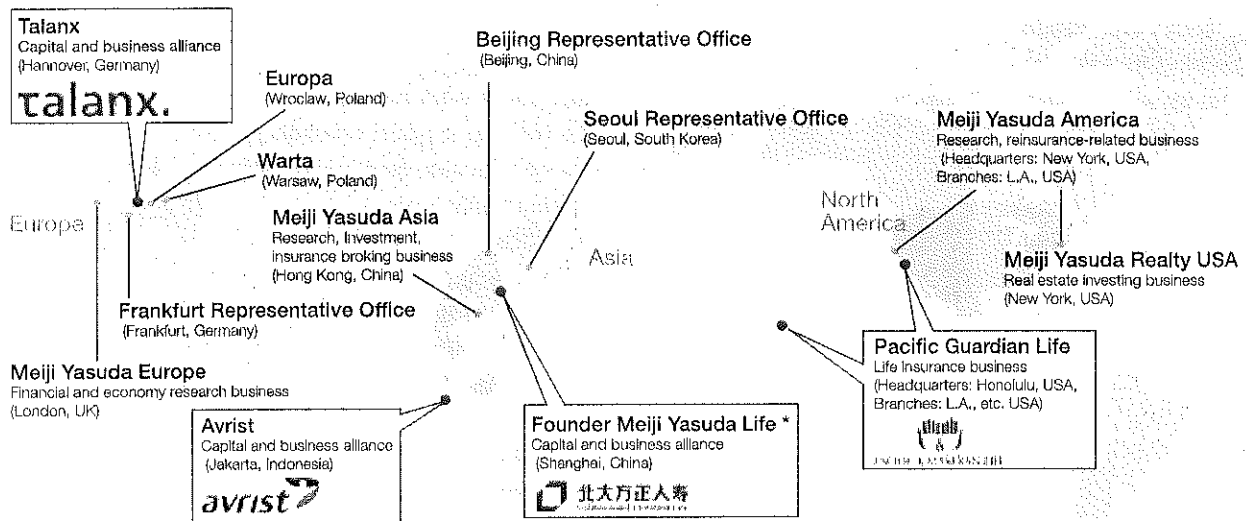 Talanx
Capital and business alliance
(Hannover, Germany)
talanx.
Europa
(Wroclaw, Poland)
Warta
(Warsaw, Poland)
Europe
Frankfurt Representative Office
(Frankfurt, Germany)
Meiji Yasuda Europe
Financial and economy research business
(London, UK)
Beijing Representative Office
(Beijing, China)
Seoul Representative Office
(Seoul, South Korea)
Meiji Yasuda Asia
Research, Investment,
insurance broking business
(Hong Kong, China)
Asia
Avrist
Capital and business alliance
(Jakarta, Indonesia)
avrist
Founder Meiji Yasuda Life *
Capital and business alliance
(Shanghai, China)
北大方正人寿
Meiji Yasuda America
Research, reinsurance-related business
(Headquarters: New York, USA,
Branches: L.A., USA)
North
America
Meiji Yasuda Realty USA
Real estate investing business
(New York, USA)
Pacific Guardian Life
Life Insurance business
(Headquarters: Honolulu, USA,
Branches: L.A., etc. USA)